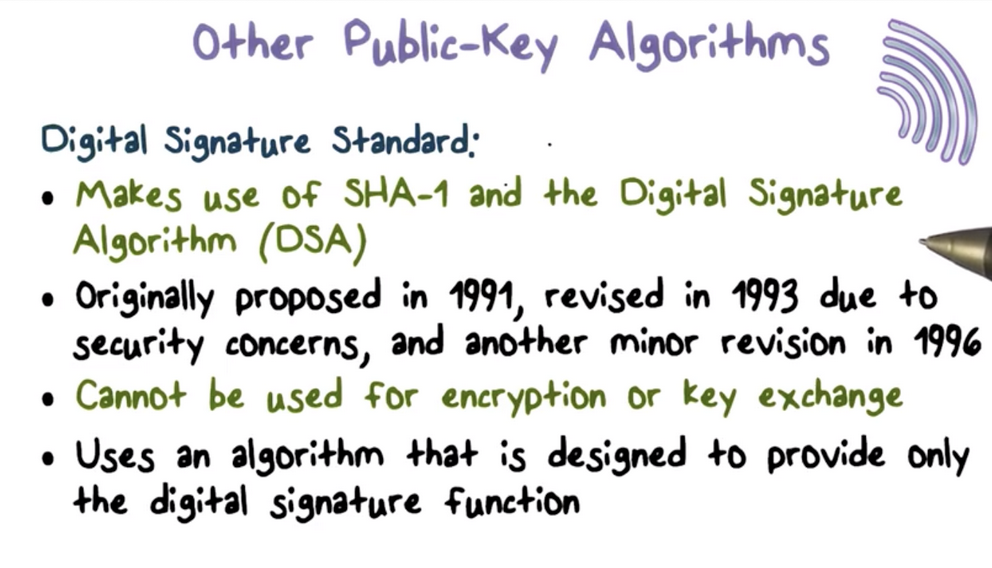 Other Public-Key Algorithms
Digital Signature Standard:
• Makes use of SHA-1 and the Digital Signature
Algorithm (DSA)
• Originally proposed in 1991, revised in 1993 due to
security concerns, and another minor revision in 1996
• Cannot be used for encryption or key exchange
• Uses an algorithm that is designed to provide only
the digital signature function